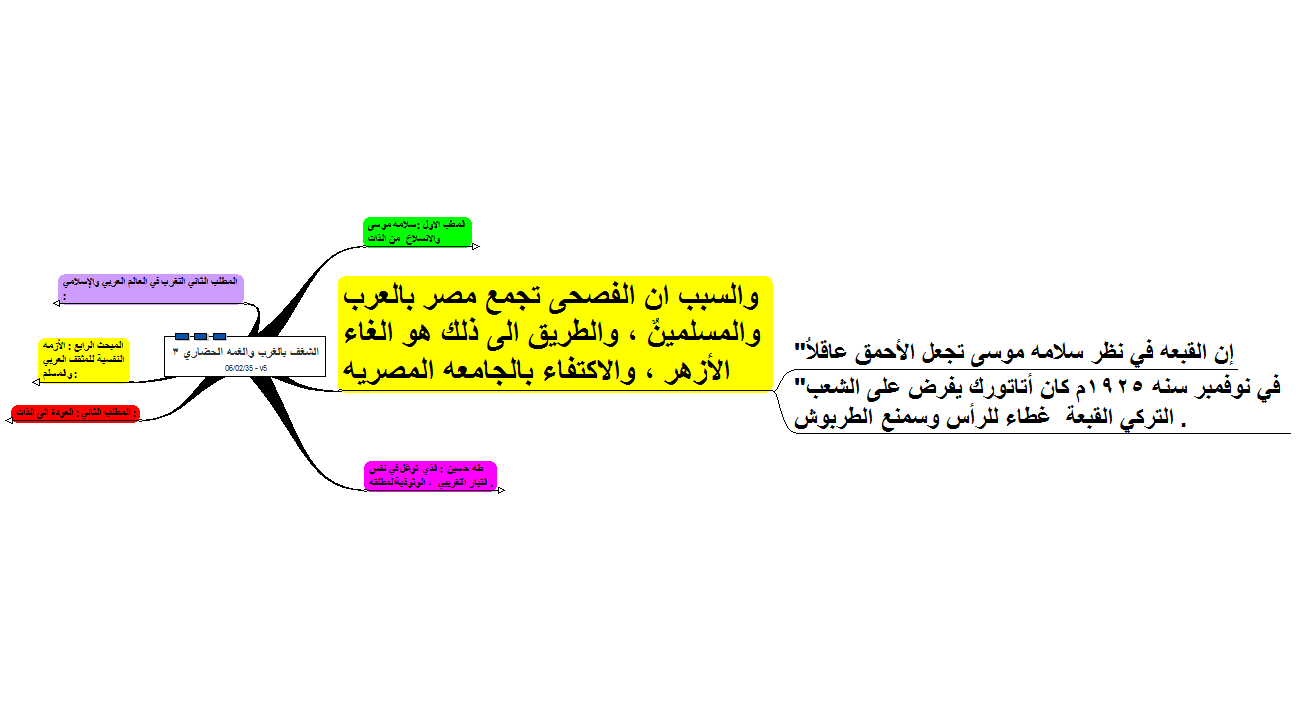 المطب الاول : سلامه موسى
والانسلاخ من الذات
المطلب الثاني التغرب في العالم العربي والإسلامي
:
والسبب ان الفصحى تجمع مصر بالعرب
والمسلمينٌ ، والطريق الى ذلك هو الغاء
الأزهر ، والاكتفاء بالجامعه المصريه
الشغف بالغرب والغمه الحضاري ٣
06/02/35 - v5
المبحث الرابع : الأزمه
النفسية للمثقف العربي
والمسلم :
"إن القبعه في نظر سلامه موسى تجعل الأحمق عاقلاً
"في نوفمبر سنه ١٩٢٥م كان أتاتورك يفرض على الشعب
التركي القبعة غطاء للرأس وسمنع الطربوش .
المطلب الثاني : العودة الى الذات :
طه حسين : الذي توغل في نفس
التيار التغريبي ، الوثوقية المطلقه .